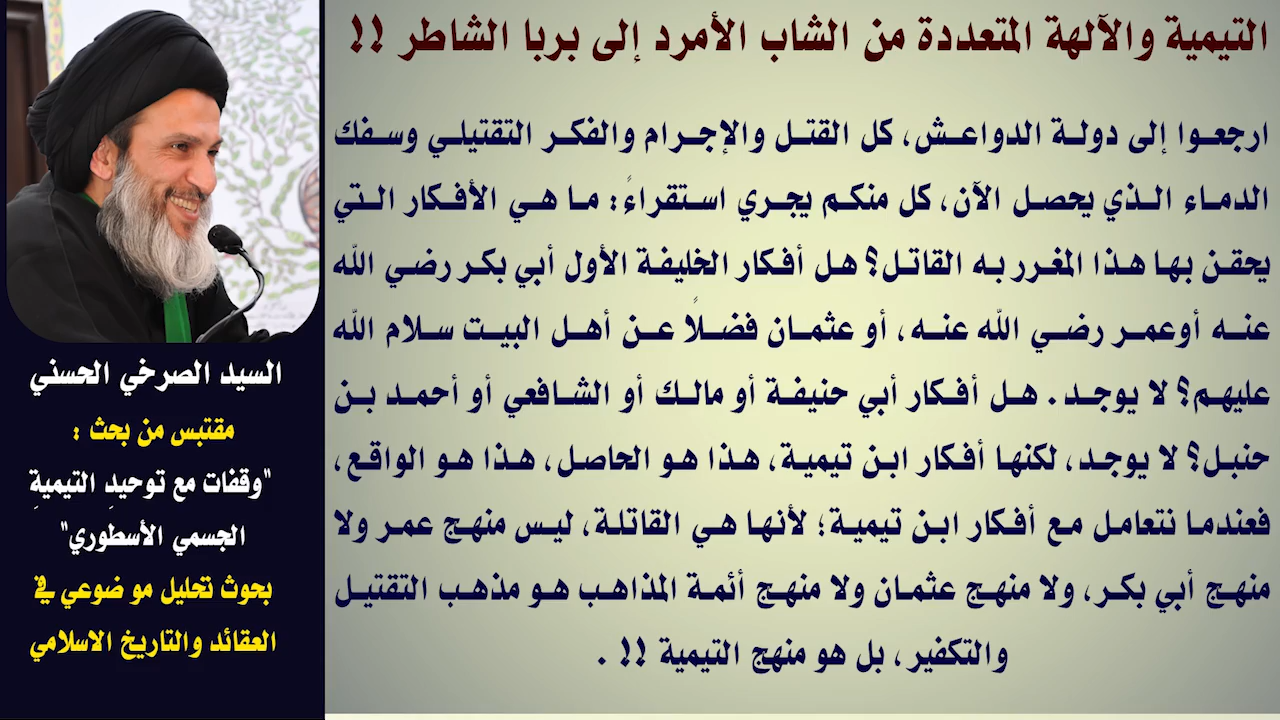 التيمية والآلهة المتعددة من الشاب الأمرد إلى بربا الشاطر !!
ارجعوا إلى دولة الدواعش، كل القتل والإجرام والفكر التقتيلي وسفك
الدماء الذي يحصل الآن، كل منكم يجري استقراءً: ما هي الأفكار التي
يحقن بها هذا المغرر به القاتل؟ هل أفكار الخليفة الأول أبي بكر رضي الله
عنه أوعمر رضي الله عنه، أو عثمان فضلاً عن أهل البيت سلام الله
عليهم؟ لا يوجد. هل أفكار أبي حنيفة أو مالك أو الشافعي أو أحمد بن
حنبل؟ لا يوجد، لكنها أفكار ابن تيمية، هذا هو الحاصل، هذا هو الواقع،
فعندما نتعامل مع أفكار ابن تيمية؛ لأنها هي القاتلة، ليس منهج عمر ولا
منهج أبي بكر، ولا منهج عثمان ولا منهج أئمة المذاهب هو مذهب التقتيل
والتكفير، بل هو منهج التيمية !! .
السيد الصرخي الحسني
مقتبس من بحث :
"وقفات مع توحيدِ التيميةِ
الجسمي الأسطوري"
بحوث تحليل مو ضوعي في
العقائد والتاريخ الاسلامي